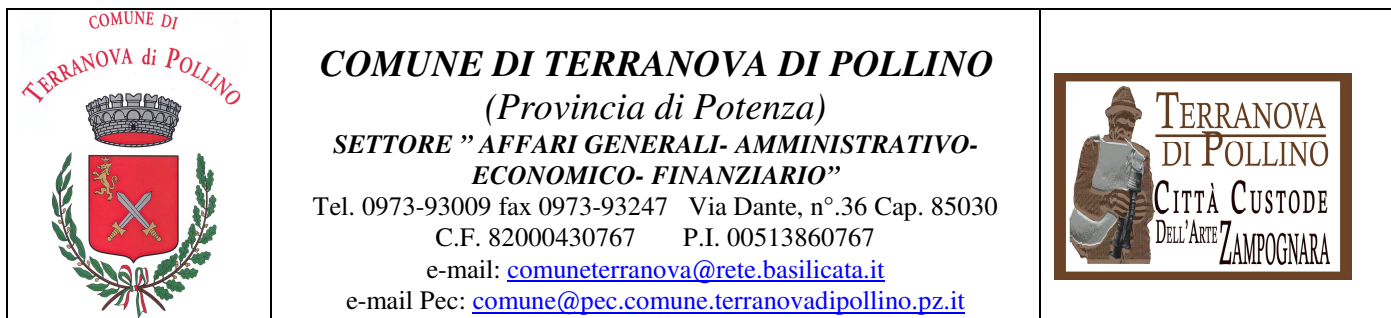 COMUNE DI
TERRANOVA di POLLINO
COMUNE DI TERRANOVA DI POLLINO
(Provincia di Potenza)
SETTORE ” AFFARI GENERALI- AMMINISTRATIVO-
ECONOMICO- FINANZIARIO”
Tel. 0973-93009 fax 0973-93247 Via Dante, n°.36 Cap. 85030
C.F. 82000430767 P.I. 00513860767
e-mail: comuneterranova@rete.basilicata.it
e-mail Pec: comune@pec.comune.terranovadipollino.pz.it
TERRANOVA
DI POLLINO
CITTÀ CUSTODE
DELL'ARTE ZAMPOGNARA